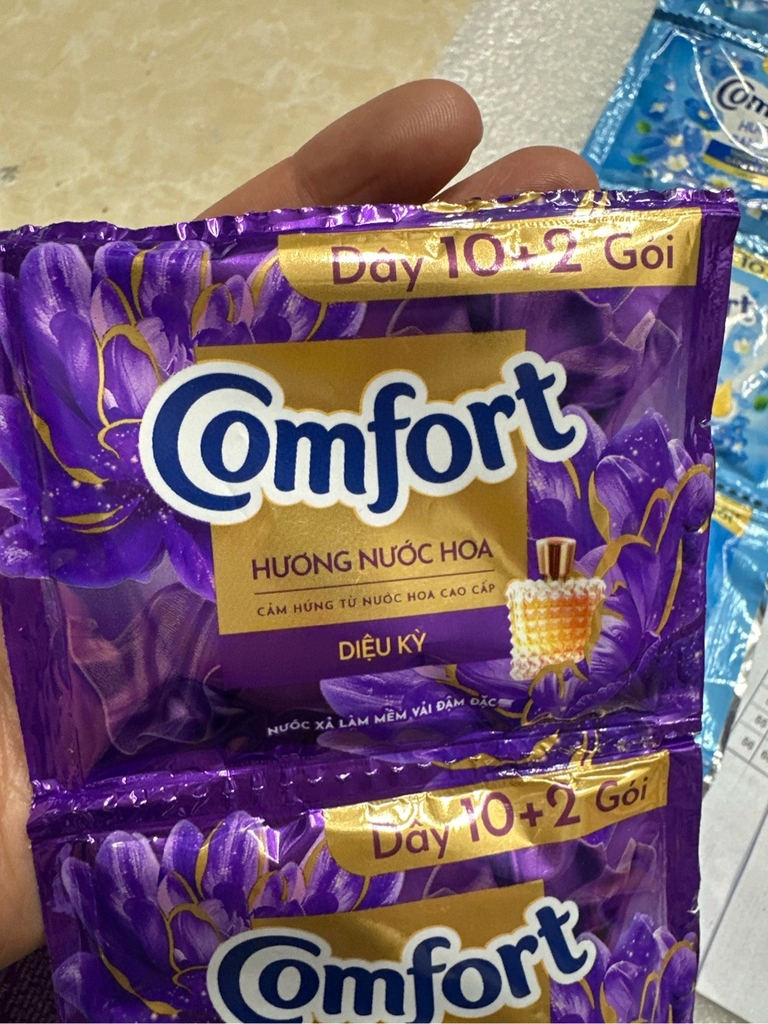 Dây 10+2 Gói
Comfort
HƯƠNG NƯỚC HOA
CẢM HỨNG TỪ NƯỚC HOA CAO CẤP
DIỆU KỲ
NƯỚC XẢ LÀM MỀM VẢI ĐẬM ĐẶC
Dây 10+2 Gói
Comfort